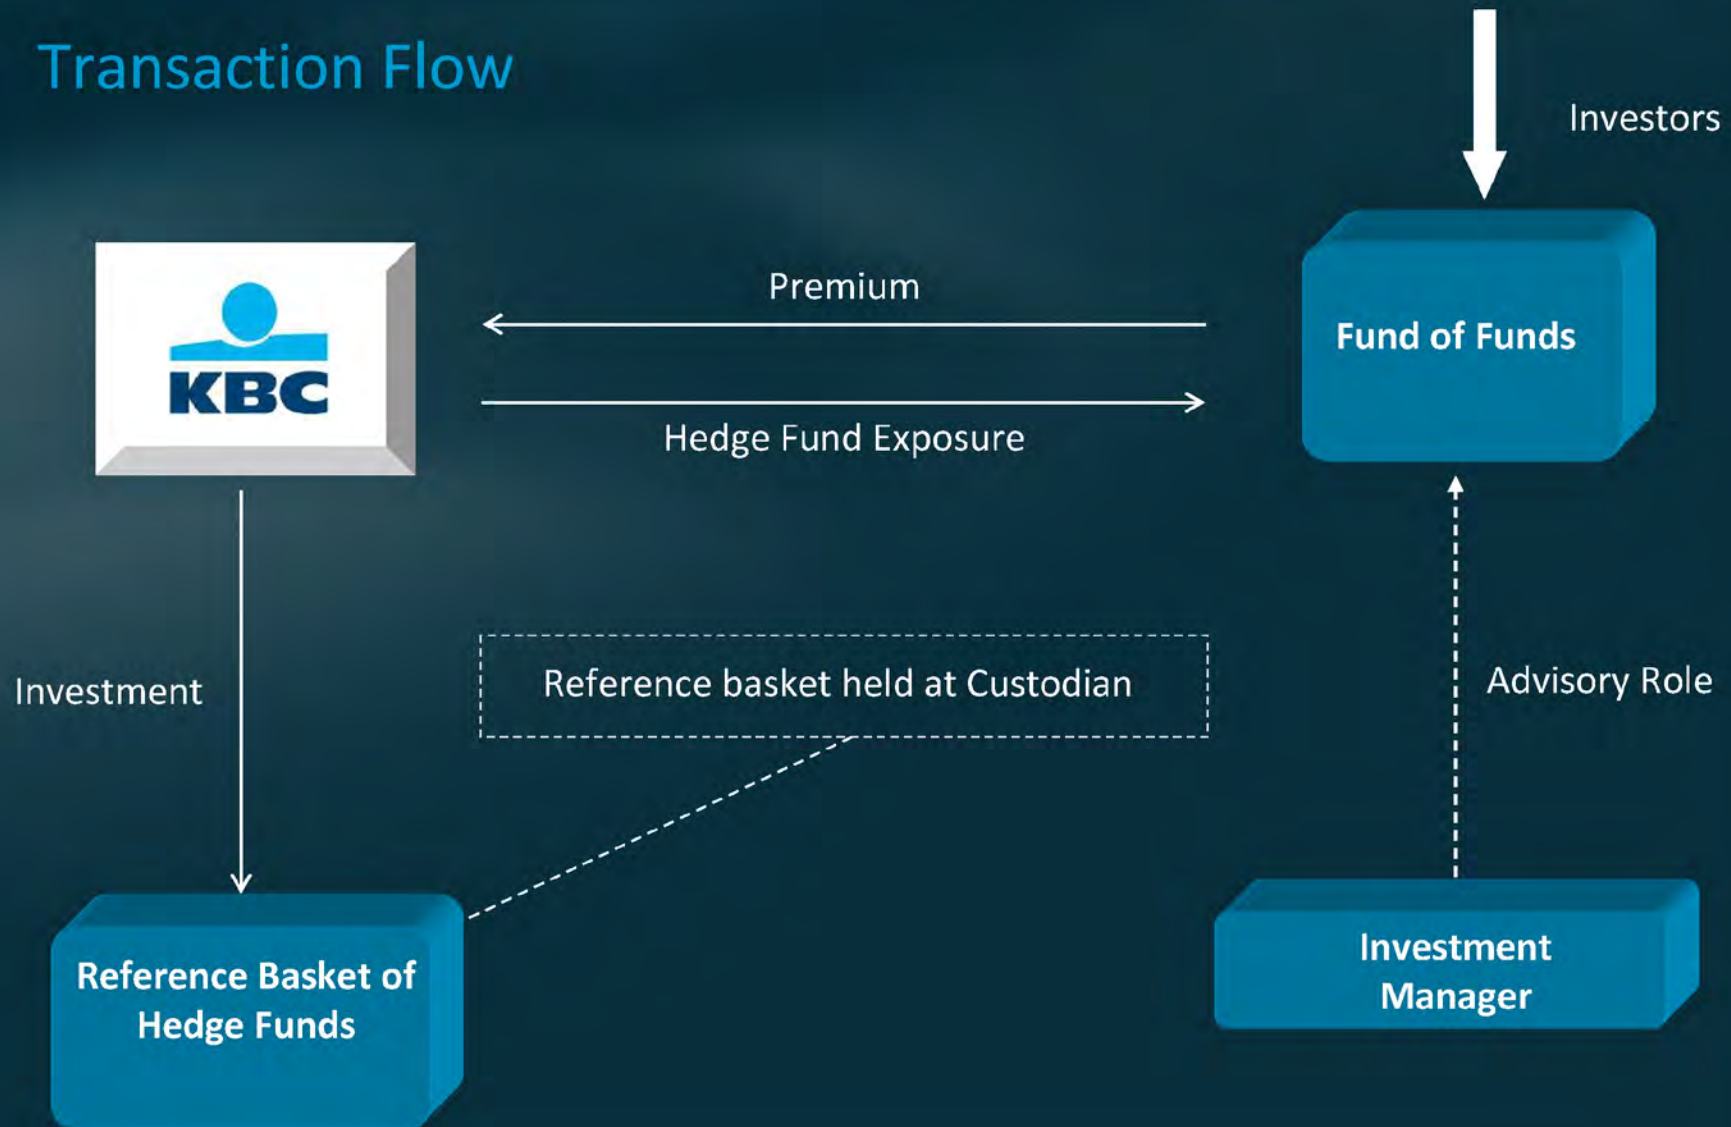 Transaction Flow
Investors
Premium
KBC
Fund of Funds
Hedge Fund Exposure
Investment
Reference basket held at Custodian
Advisory Role
Reference Basket of
Hedge Funds
Investment
Manager